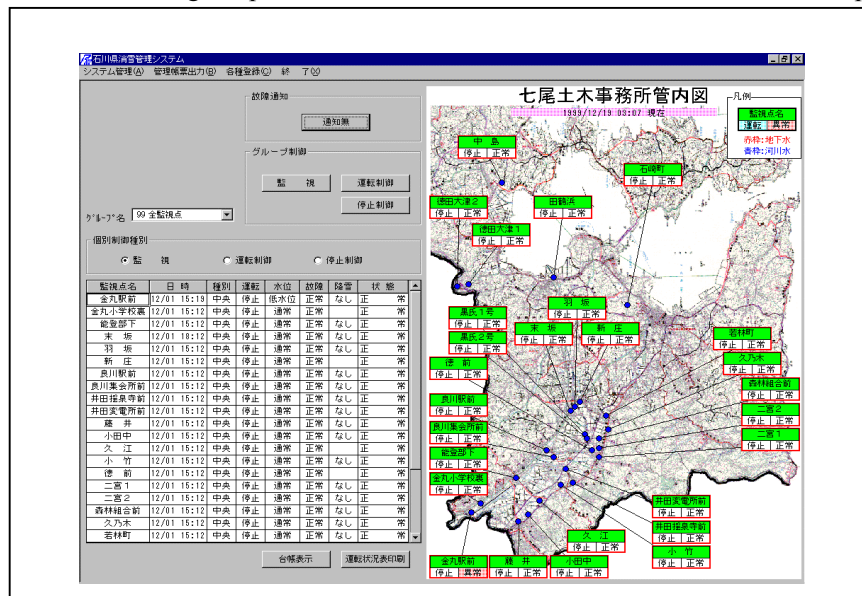 石川県消雪管理システム
システム管理(A) 管理帳票出力(B) 各種登録(C) 終 了(X)
故障通知
通知無
グループ制御
監 視 運転制御
停止制御
グループ名 99 全監視点
個別制御種別
監 視 運転制御 停止制御
監視点名 日 時 種別 運転 水位 故障 降雪 状 態
金丸駅前 12/01 15:19 中央 停止 低水位 正常 なし 正 常
金丸小学校裏 12/01 15:12 中央 停止 通常 正常 正 常
能登部下 12/01 15:12 中央 停止 通常 正常 なし 正 常
末 坂 12/01 18:12 中央 停止 通常 正常 なし 正 常
羽 坂 12/01 15:12 中央 停止 通常 正常 なし 正 常
新 庄 12/01 15:12 中央 停止 通常 正常 正 常
良川駅前 12/01 15:12 中央 停止 通常 正常 なし 正 常
良川集会所前 12/01 15:12 中央 停止 通常 正常 なし 正 常
井田揺泉寺前 12/01 15:12 中央 停止 通常 正常 なし 正 常
井田変電所前 12/01 15:12 中央 停止 通常 正常 なし 正 常
藤 井 12/01 15:12 中央 停止 通常 正常 なし 正 常
小田中 12/01 15:12 中央 停止 通常 正常 なし 正 常
久 江 12/01 15:12 中央 停止 通常 正常 正 常
小 竹 12/01 15:12 中央 停止 通常 正常 なし 正 常
徳 前 12/01 15:12 中央 停止 通常 正常 正 常
二宮1 12/01 15:12 中央 停止 通常 正常 なし 正 常
二宮2 12/01 15:12 中央 停止 通常 正常 なし 正 常
森林組合前 12/01 15:12 中央 停止 通常 正常 なし 正 常
久乃木 12/01 15:12 中央 停止 通常 正常 なし 正 常
若林町 12/01 15:12 中央 停止 通常 正常 なし 正 常
台帳表示 運転状況表印刷
七尾土木事務所管内図
1999/12/19 03:07 現在
凡例
監視点名
運転 異常
赤枠:地下水
青枠:河川水
中 島
停止 正常
石崎町
停止 正常
徳田大津2
停止 正常
田鶴浜
停止 正常
徳田大津1
停止 正常
羽 坂
停止 正常
黒氏1号
停止 正常
末 坂
停止 正常
新 庄
停止 正常
若林町
停止 正常
黒氏2号
停止 正常
久乃木
停止 正常
徳 前
停止 正常
森林組合前
停止 正常
良川駅前
停止 正常
二宮2
停止 正常
良川集会所前
停止 正常
二宮1
停止 正常
能登部下
停止 正常
金丸小学校裏
停止 正常
井田変電所前
停止 正常
井田揺泉寺前
停止 正常
久 江
停止 正常
小 竹
停止 正常
金丸駅前
停止 異常
藤 井
停止 正常
小田中
停止 正常